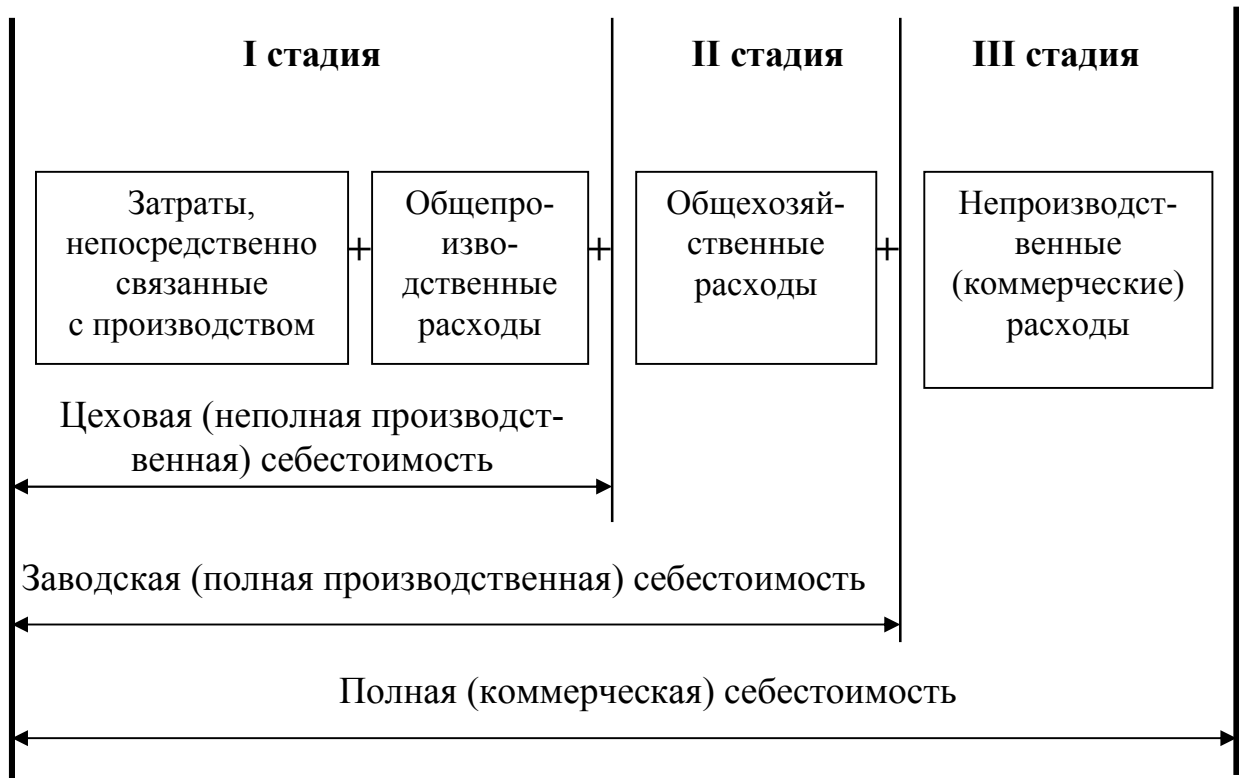 I стадия
II стадия
III стадия
Затраты,
непосредственно
связанные
с производством
+
Общепро-
изво-
дственные
расходы
+
Общехозяй-
ственные
расходы
+
Непроизводст-
венные
(коммерческие)
расходы
Цеховая (неполная производст-
венная) себестоимость
Заводская (полная производственная) себестоимость
Полная (коммерческая) себестоимость